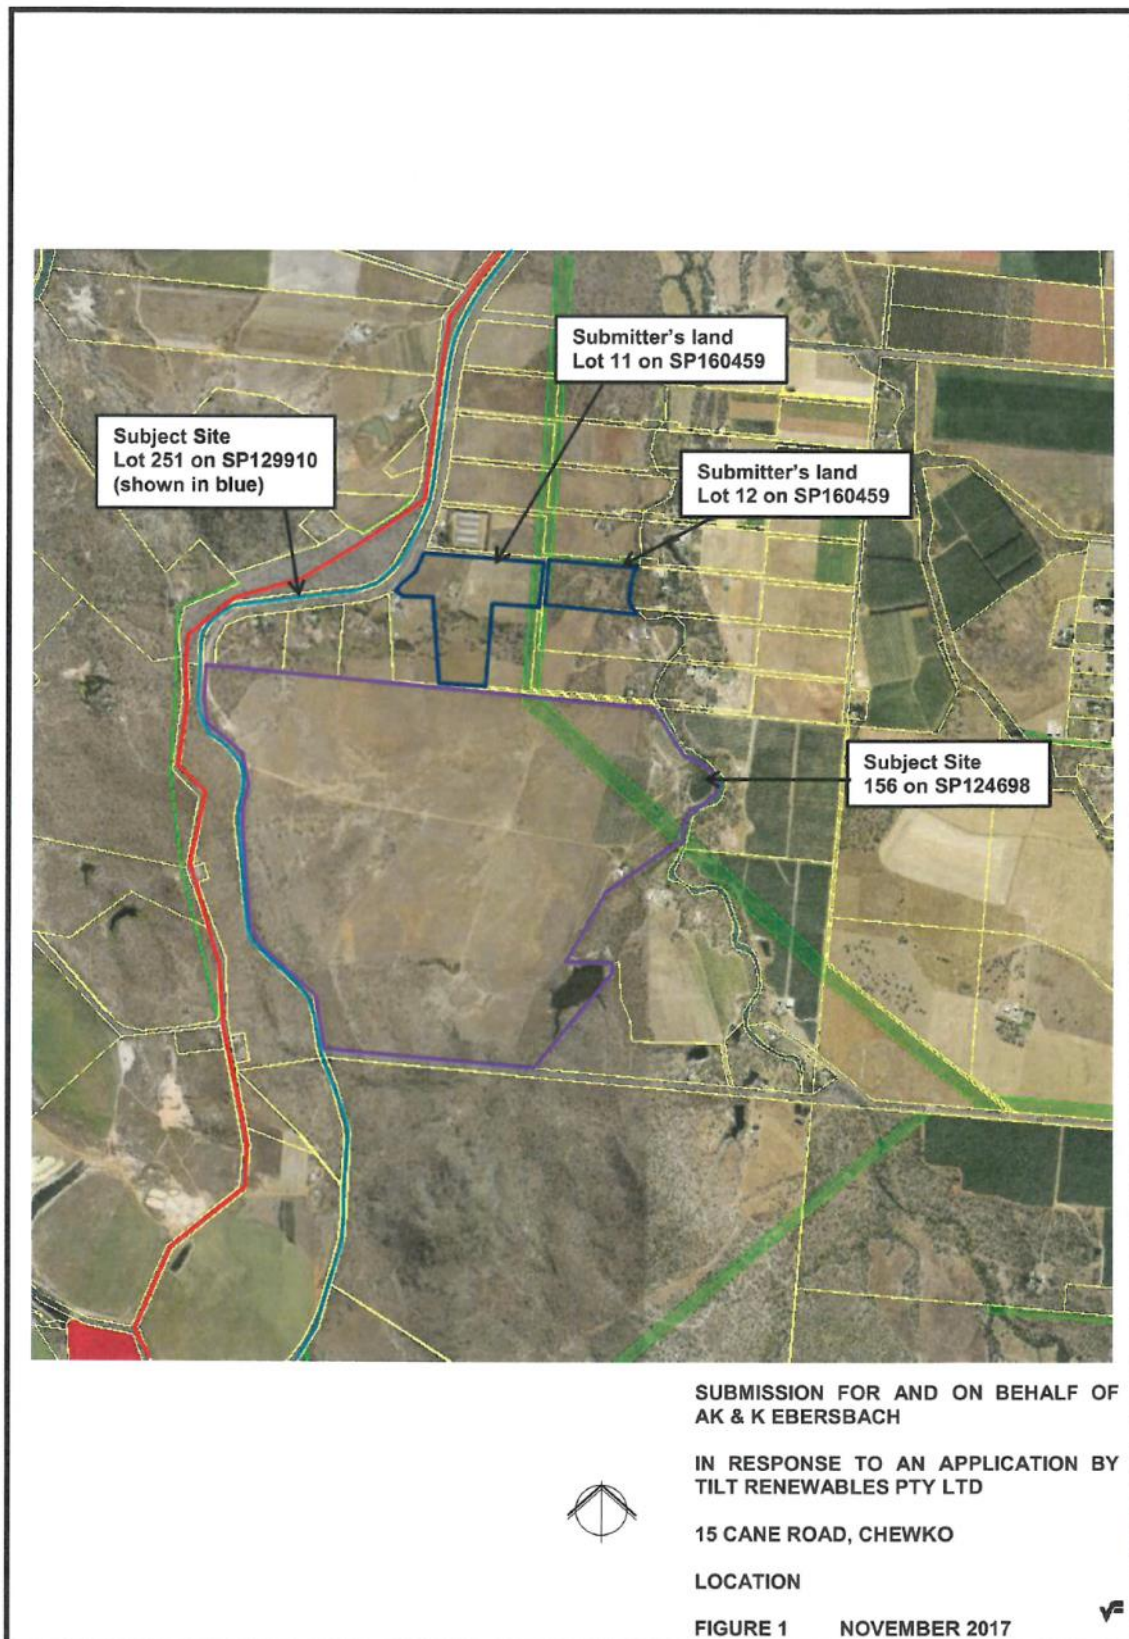 Submitter's land
Lot 11 on SP160459
Subject Site
Lot 251 on SP129910
(shown in blue)
Submitter's land
Lot 12 on SP160459
Subject Site
156 on SP124698
SUBMISSION FOR AND ON BEHALF OF
AK & K EBERSBACH
IN RESPONSE TO AN APPLICATION BY
TILT RENEWABLES PTY LTD
15 CANE ROAD, CHEWKO
LOCATION
FIGURE 1 NOVEMBER 2017